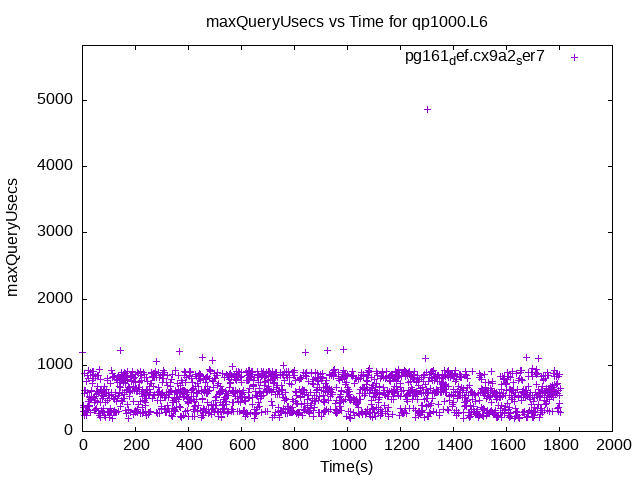 maxQueryUsecs vs Time for qp1000.L6
pg161def.cx9a2ser7
5000
4000
3000
2000
1000
0
maxQueryUsecs
0 200 400 600 800 1000 1200 1400 1600 1800 2000
Time(s)